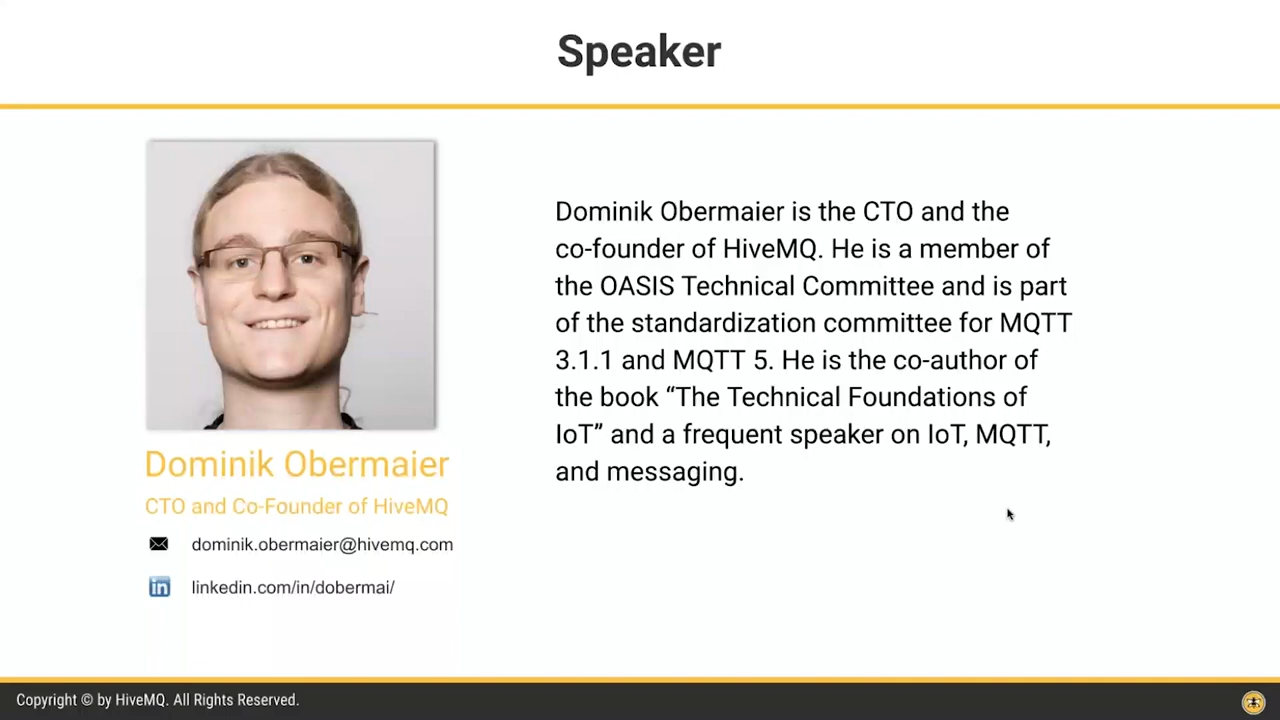 Speaker
Dominik Obermaier is the CTO and the
co-founder of HiveMQ. He is a member of
the OASIS Technical Committee and is part
of the standardization committee for MQTT
3.1.1 and MQTT 5. He is the co-author of
the book “The Technical Foundations of
IoT” and a frequent speaker on IoT, MQTT,
and messaging.
Dominik Obermaier
CTO and Co-Founder of HiveMQ
dominik.obermaier@hivemq.com
in linkedin.com/in/dobermai/
Copyright © by HiveMQ. All Rights Reserved.